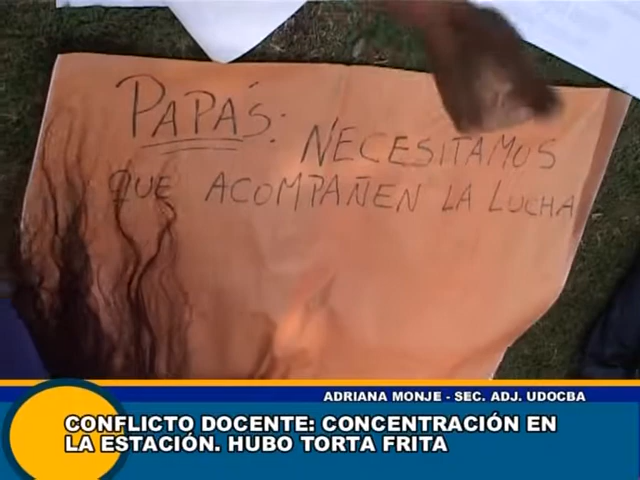 PAPÁS: NECESITAMOS
QUE ACOMPAÑEN LA LUCHA
ADRIANA MONJE - SEC. ADJ. UDOCBA
CONFLICTO DOCENTE: CONCENTRACIÓN EN
LA ESTACIÓN. HUBO TORTA FRITA